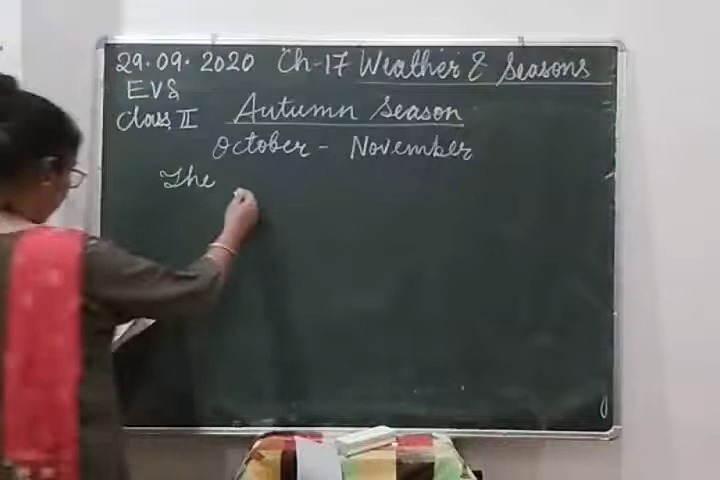 29.09.2020 Ch-17 Weather & Seasons
EVS
Class II Autumn Season
October - November
The